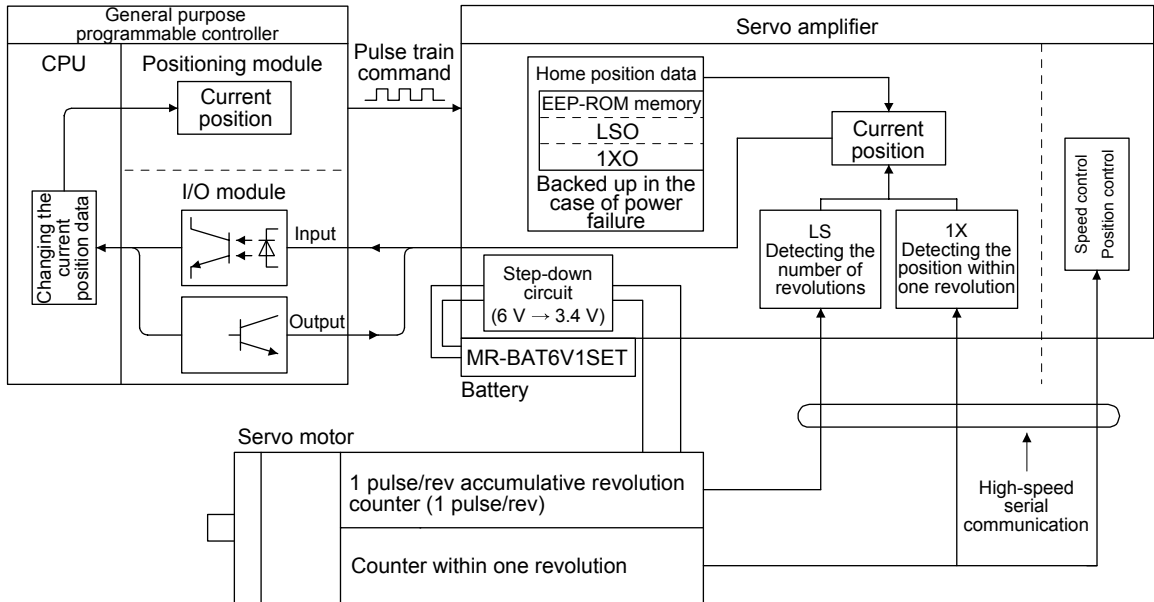 General purpose
programmable controller
CPU
Positioning module
Current
position
I/O module
Changing the
current
position data
Input
Output
Pulse train
command
Servo amplifier
Home position data
EEP-ROM memory
LSO
1XO
Backed up in the
case of power
failure
Current
position
LS
Detecting the
number of
revolutions
1X
Detecting the
position within
one revolution
Speed control
Position control
Step-down
circuit
(6 V → 3.4 V)
MR-BAT6V1SET
Battery
Servo motor
1 pulse/rev accumulative revolution
counter (1 pulse/rev)
Counter within one revolution
High-speed
serial
communication